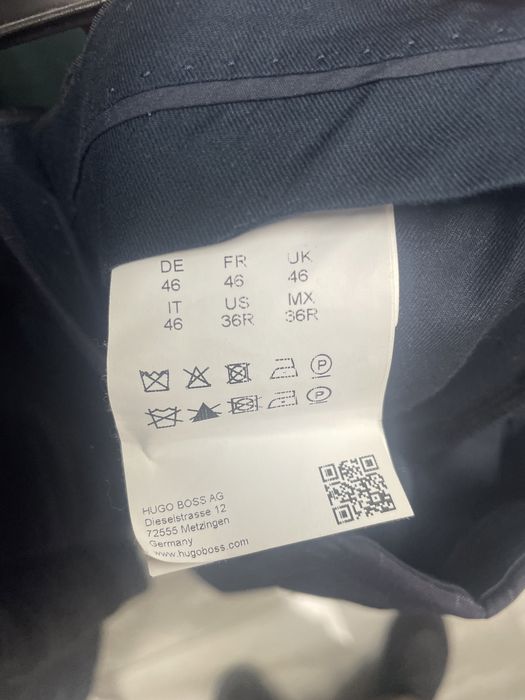 DE FR UK
46 46 46
IT US MX
46 36R 36R
P
P
HUGO BOSS AG
Dieselstrasse 12
72555 Metzingen
Germany
www.hugoboss.com